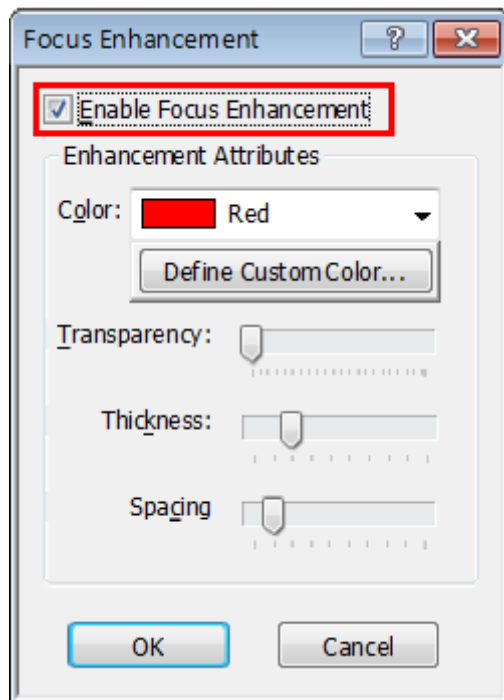 Focus Enhancement
Enable Focus Enhancement
Enhancement Attributes
Color: Red
Define Custom Color...
Transparency:
Thickness:
Spacing
OK Cancel